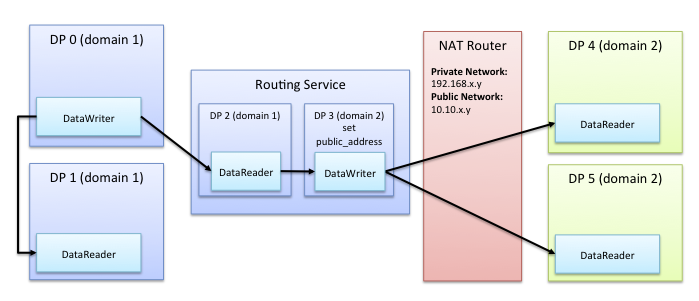 DP 0 (domain 1)
DataWriter
DP 1 (domain 1)
DataReader
Routing Service
DP 2 (domain 1)
DataReader
DP 3 (domain 2)
set
public_address
DataWriter
NAT Router
Private Network:
192.168.x.y
Public Network:
10.10.x.y
DP 4 (domain 2)
DataReader
DP 5 (domain 2)
DataReader